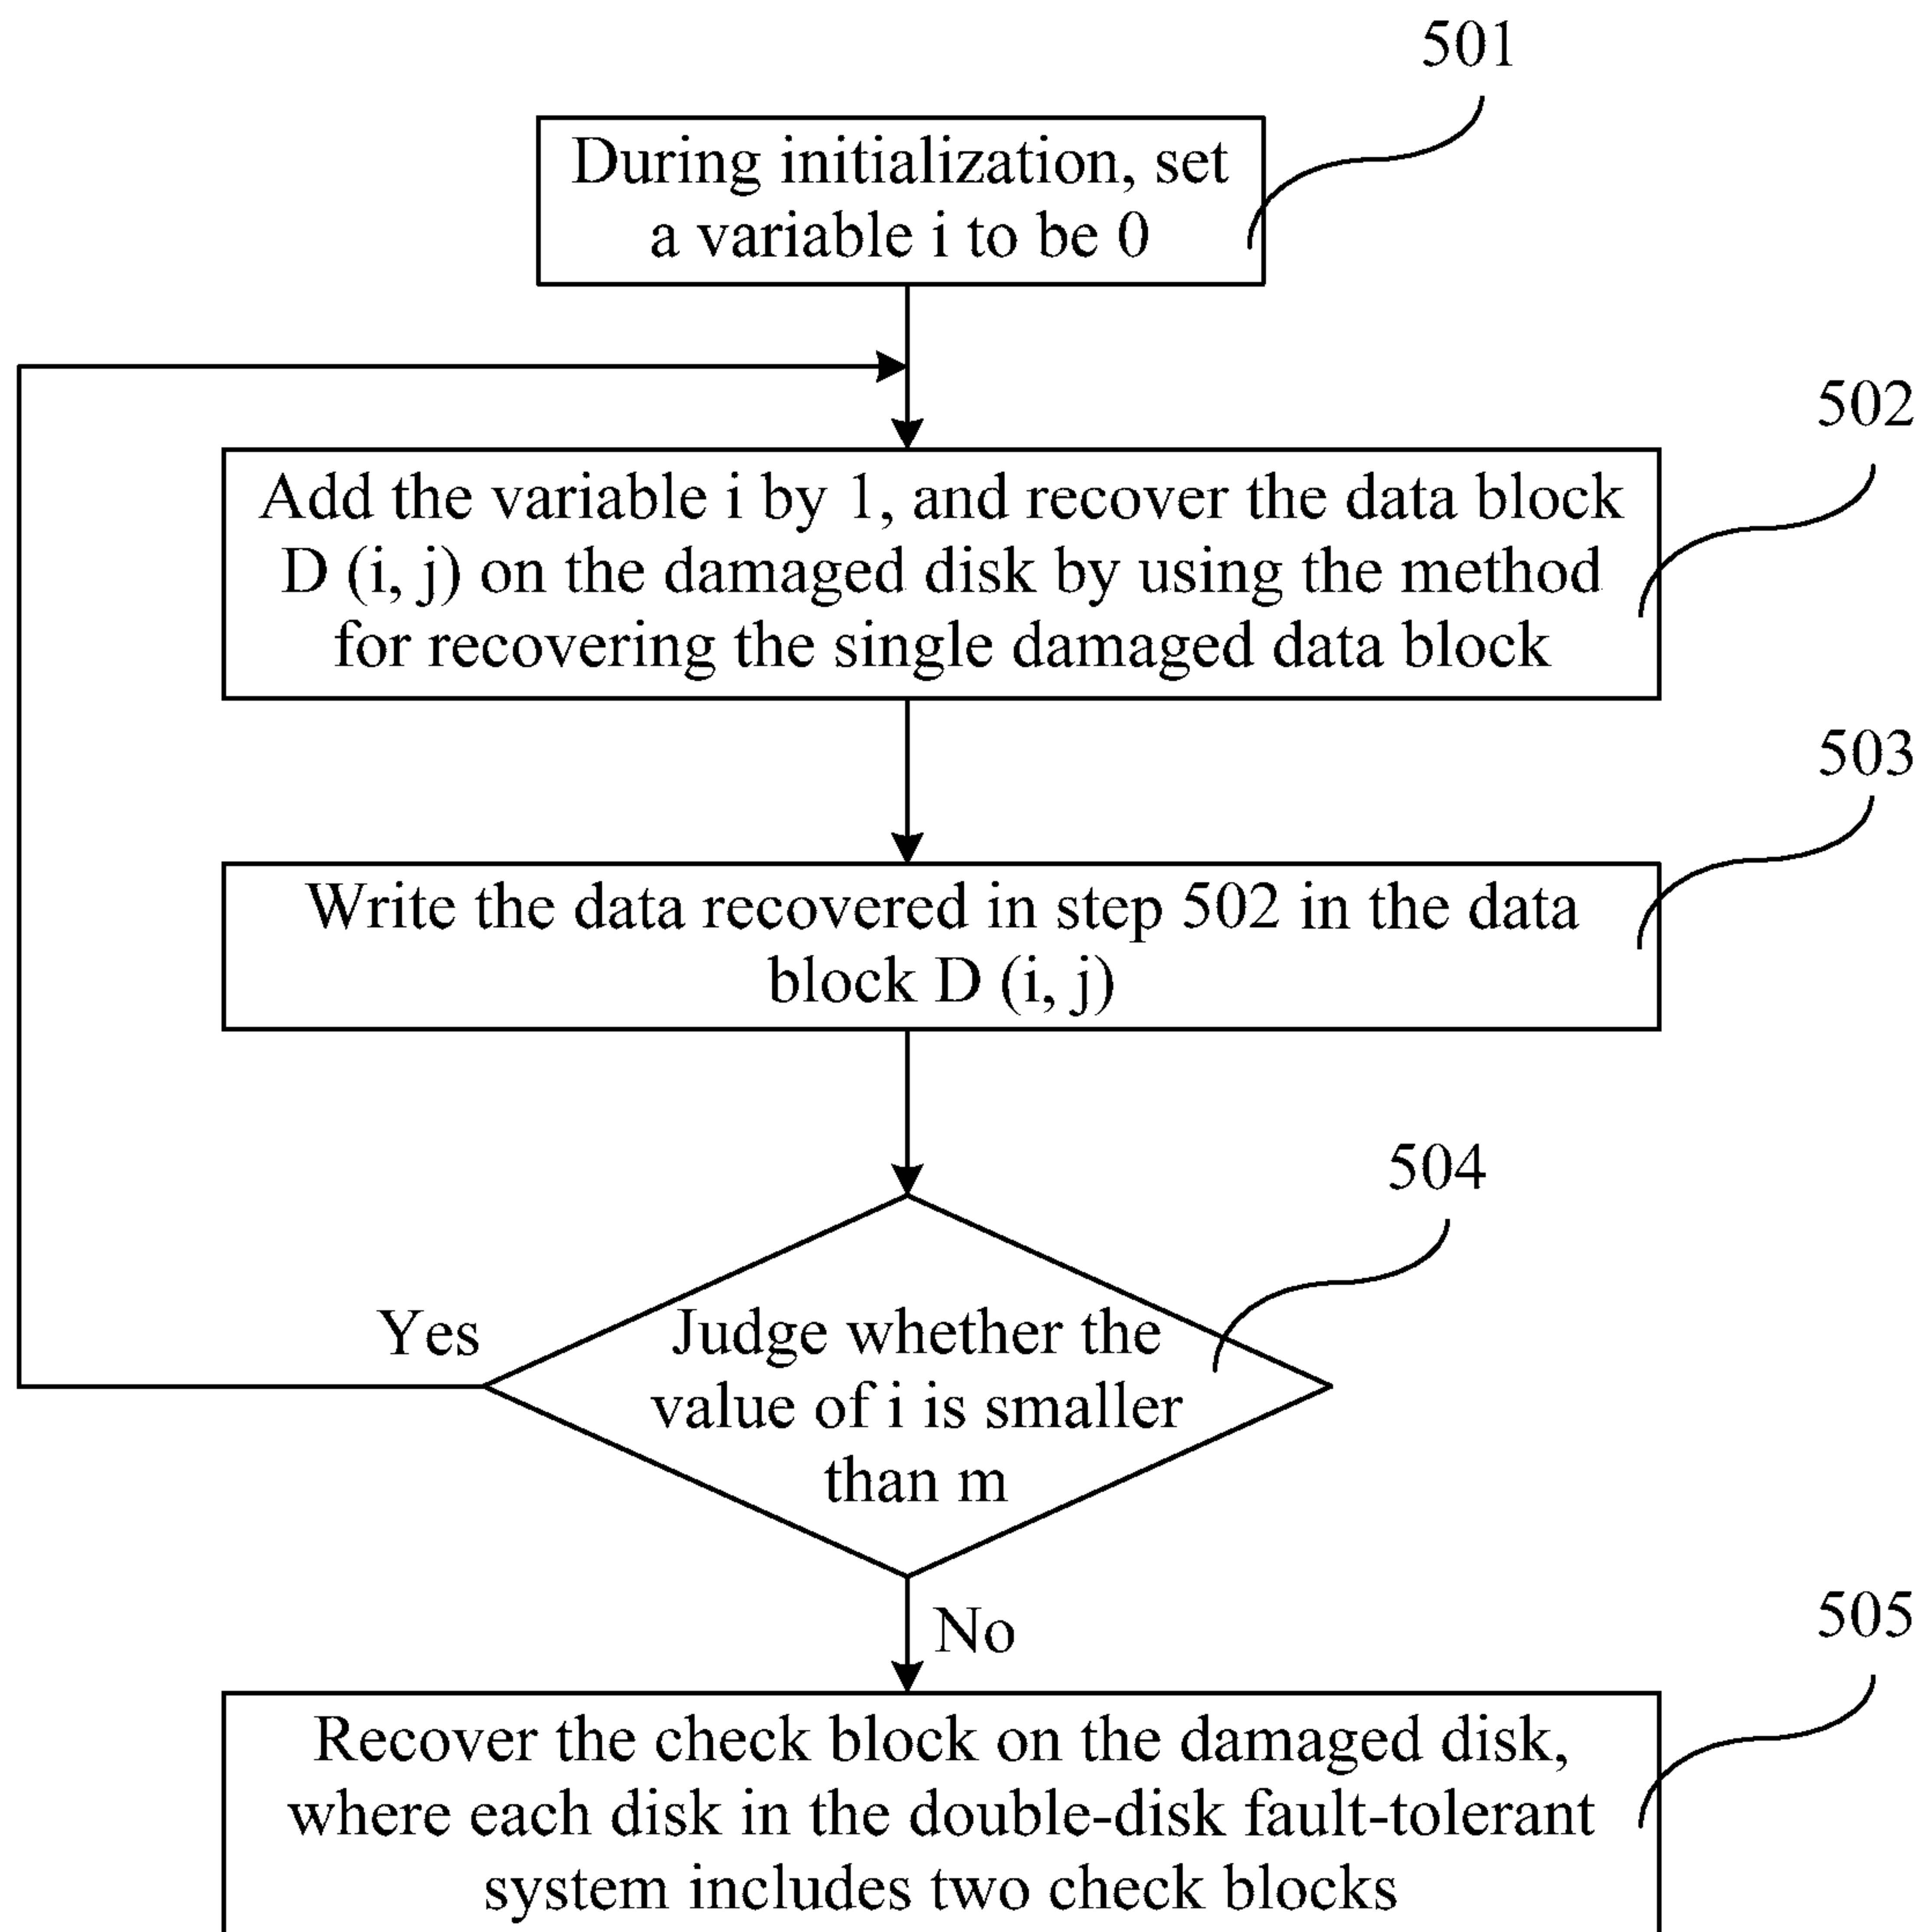 501
During initialization, set
a variable i to be 0
502
Add the variable i by 1, and recover the data block
D (i, j) on the damaged disk by using the method
for recovering the single damaged data block
503
Write the data recovered in step 502 in the data
block D (i, j)
504
Yes
Judge whether the
value of i is smaller
than m
No
505
Recover the check block on the damaged disk,
where each disk in the double-disk fault-tolerant
system includes two check blocks